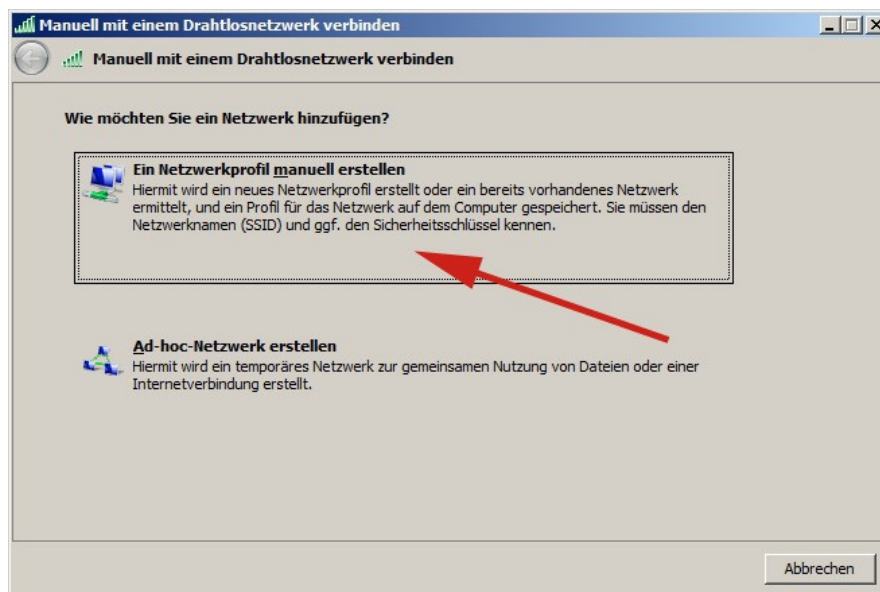 Manuell mit einem Drahtlosnetzwerk verbinden
Manuell mit einem Drahtlosnetzwerk verbinden
Wie möchten Sie ein Netzwerk hinzufügen?
Ein Netzwerkprofil manuell erstellen
Hiermit wird ein neues Netzwerkprofil erstellt oder ein bereits vorhandenes Netzwerk
ermittelt, und ein Profil für das Netzwerk auf dem Computer gespeichert. Sie müssen den
Netzwerknamen (SSID) und ggf. den Sicherheitsschlüssel kennen.
Ad-hoc-Netzwerk erstellen
Hiermit wird ein temporäres Netzwerk zur gemeinsamen Nutzung von Dateien oder einer
Internetverbindung erstellt.
Abbrechen